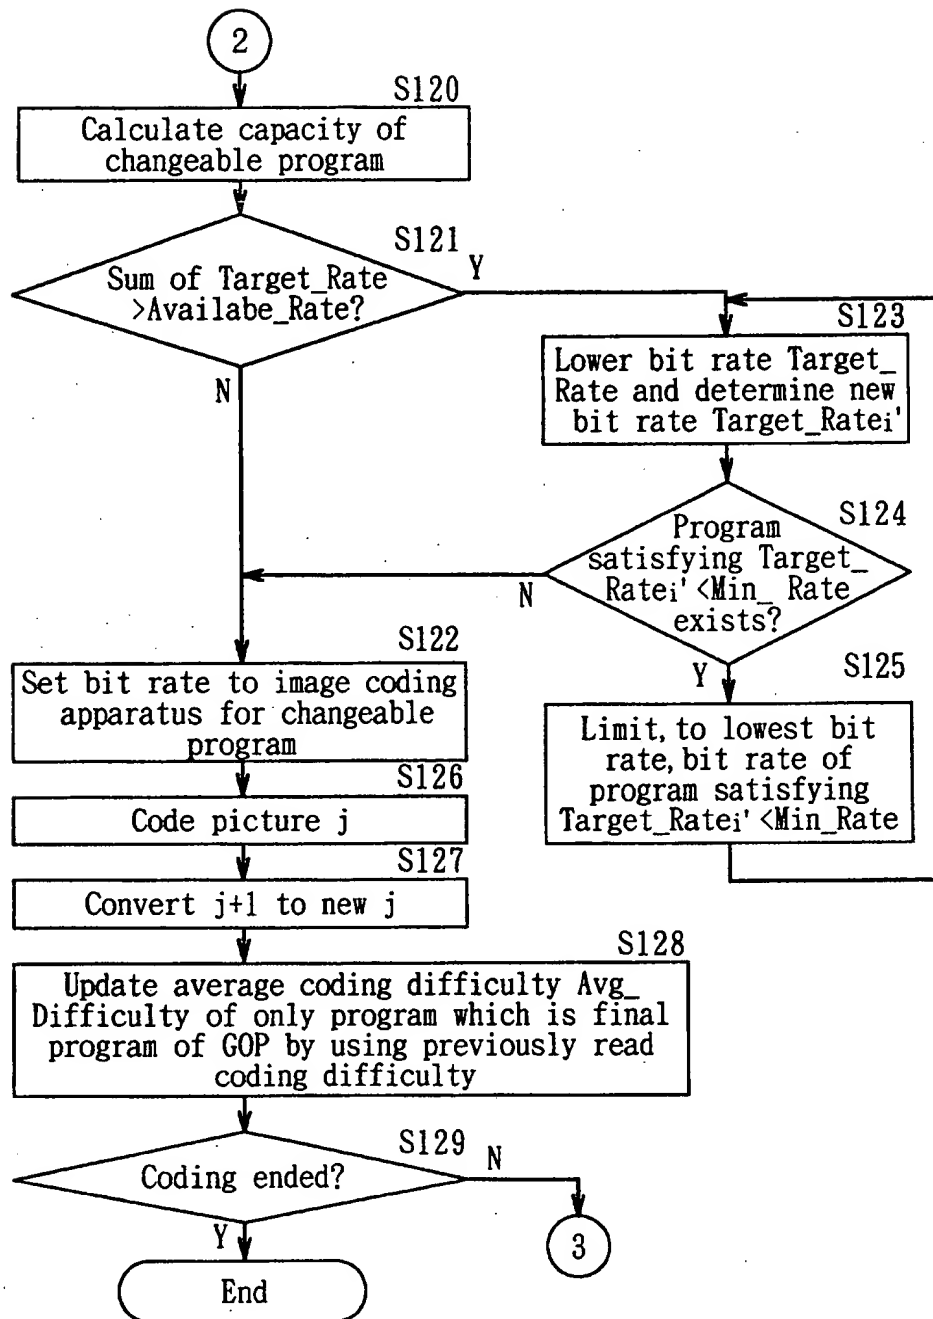 2
S120
Calculate capacity of
changeable program
S121
Sum of Target_Rate
>Availabe_Rate?
Y
N
S123
Lower bit rate Target_
Rate and determine new
bit rate Target_Ratei'
S124
Program
satisfying Target_
Ratei' <Min_ Rate
exists?
N
Y
S122
Set bit rate to image coding
apparatus for changeable
program
S125
Limit, to lowest bit
rate, bit rate of
program satisfying
Target_Ratei' <Min_Rate
S126
Code picture j
S127
Convert j+1 to new j
S128
Update average coding difficulty Avg_
Difficulty of only program which is final
program of GOP by using previously read
coding difficulty
S129
Coding ended?
N
Y
3
End